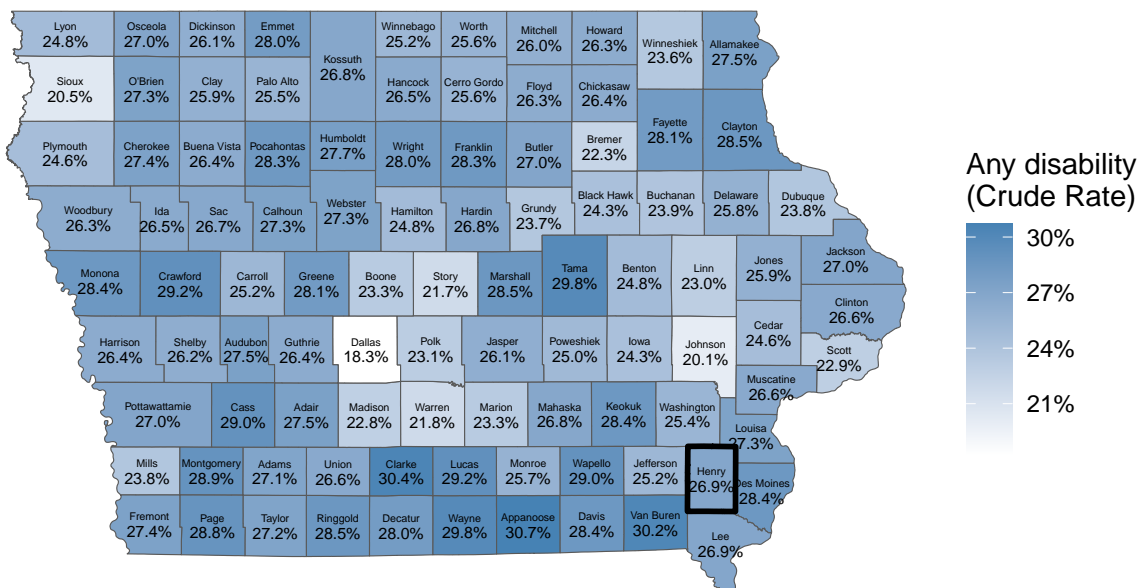 Lyon
24.8%
Osceola
27.0%
Dickinson
26.1%
Emmet
28.0%
Kossuth
26.8%
Winnebago
25.2%
Worth
25.6%
Mitchell
26.0%
Howard
26.3%
Winneshiek
23.6%
Allamakee
27.5%
Sioux
20.5%
O'Brien
27.3%
Clay
25.9%
Palo Alto
25.5%
Hancock
26.5%
Cerro Gordo
25.6%
Floyd
26.3%
Chickasaw
26.4%
Fayette
28.1%
Clayton
28.5%
Plymouth
24.6%
Cherokee
27.4%
Buena Vista
26.4%
Pocahontas
28.3%
Humboldt
27.7%
Wright
28.0%
Franklin
28.3%
Butler
27.0%
Bremer
22.3%
Woodbury
26.3%
Ida
26.5%
Sac
26.7%
Calhoun
27.3%
Webster
27.3%
Hamilton
24.8%
Hardin
26.8%
Grundy
23.7%
Black Hawk
24.3%
Buchanan
23.9%
Delaware
25.8%
Dubuque
23.8%
Monona
28.4%
Crawford
29.2%
Carroll
25.2%
Greene
28.1%
Boone
23.3%
Story
21.7%
Marshall
28.5%
Tama
29.8%
Benton
24.8%
Linn
23.0%
Jones
25.9%
Jackson
27.0%
Clinton
26.6%
Harrison
26.4%
Shelby
26.2%
Audubon
27.5%
Guthrie
26.4%
Dallas
18.3%
Polk
23.1%
Jasper
26.1%
Poweshiek
25.0%
Iowa
24.3%
Johnson
20.1%
Cedar
24.6%
Scott
22.9%
Muscatine
26.6%
Pottawattamie
27.0%
Cass
29.0%
Adair
27.5%
Madison
22.8%
Warren
21.8%
Marion
23.3%
Mahaska
26.8%
Keokuk
28.4%
Washington
25.4%
Louisa
27.3%
Mills
23.8%
Montgomery
28.9%
Adams
27.1%
Union
26.6%
Clarke
30.4%
Lucas
29.2%
Monroe
25.7%
Wapello
29.0%
Jefferson
25.2%
Henry
26.9%
Des Moines
28.4%
Fremont
27.4%
Page
28.8%
Taylor
27.2%
Ringgold
28.5%
Decatur
28.0%
Wayne
29.8%
Appanoose
30.7%
Davis
28.4%
Van Buren
30.2%
Lee
26.9%
Any disability
(Crude Rate)
30%
27%
24%
21%